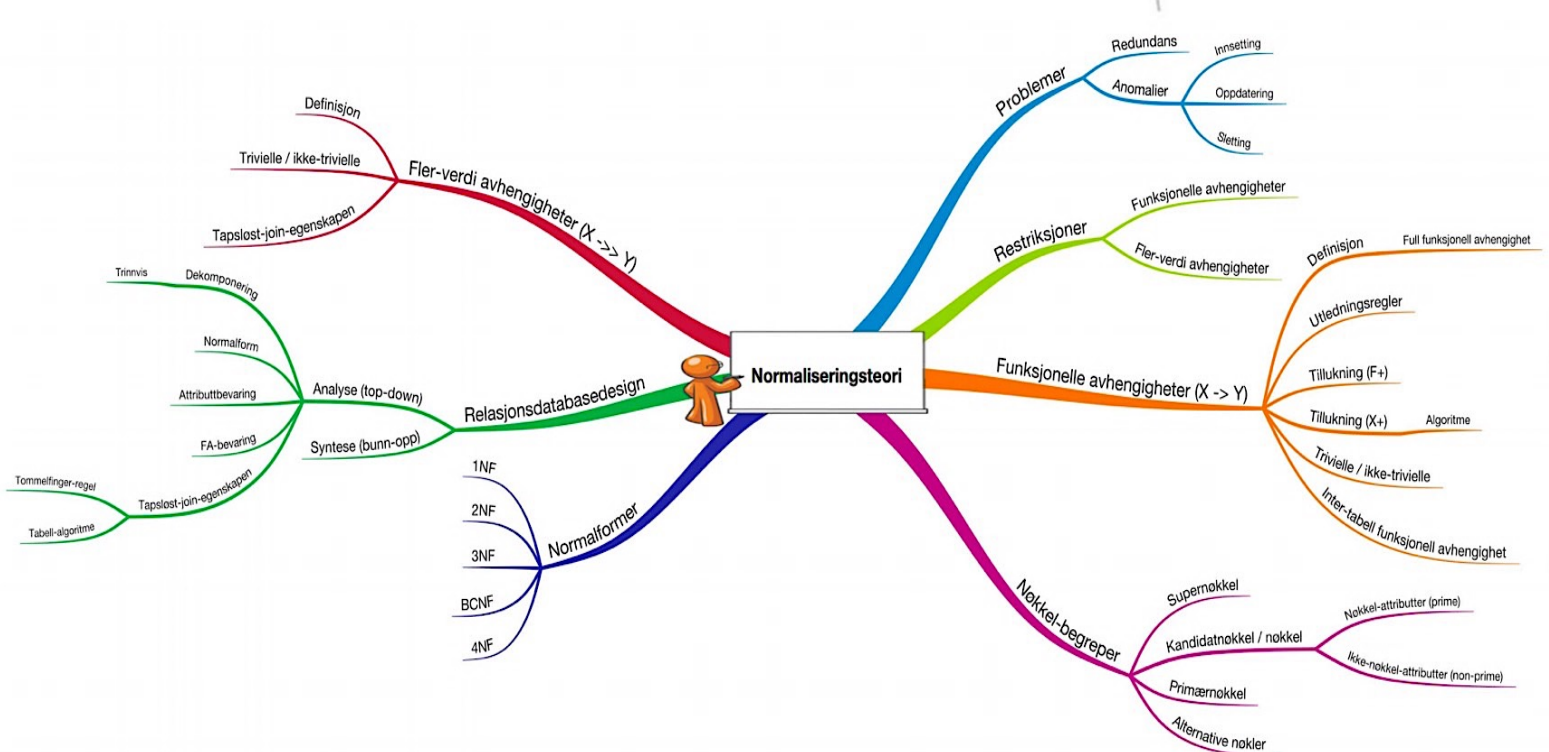 Normaliseringsteori
Problemer
Redundans
Anomalier
Innsetting
Oppdatering
Sletting
Restriksjoner
Funksjonelle avhengigheter
Fler-verdi avhengigheter
Funksjonelle avhengigheter (X -> Y)
Definisjon
Full funksjonell avhengighet
Utledningsregler
Tillukning (F+)
Tillukning (X+)
Algoritme
Trivielle / ikke-trivielle
Inter-tabell funksjonell avhengighet
Nøkkel-begreper
Supernøkkel
Kandidatnøkkel / nøkkel
Nøkkel-attributter (prime)
Ikke-nøkkel-attributter (non-prime)
Primærnøkkel
Alternative nøkler
Normalformer
1NF
2NF
3NF
BCNF
4NF
Relasjonsdatabasedesign
Analyse (top-down)
Dekomponering
Trinnvis
Normalform
Attributtbevaring
FA-bevaring
Tapsløst-join-egenskapen
Tommelfinger-regel
Tabell-algoritme
Syntese (bunn-opp)
Fler-verdi avhengigheter (X ->> Y)
Definisjon
Trivielle / ikke-trivielle
Tapsløst-join-egenskapen